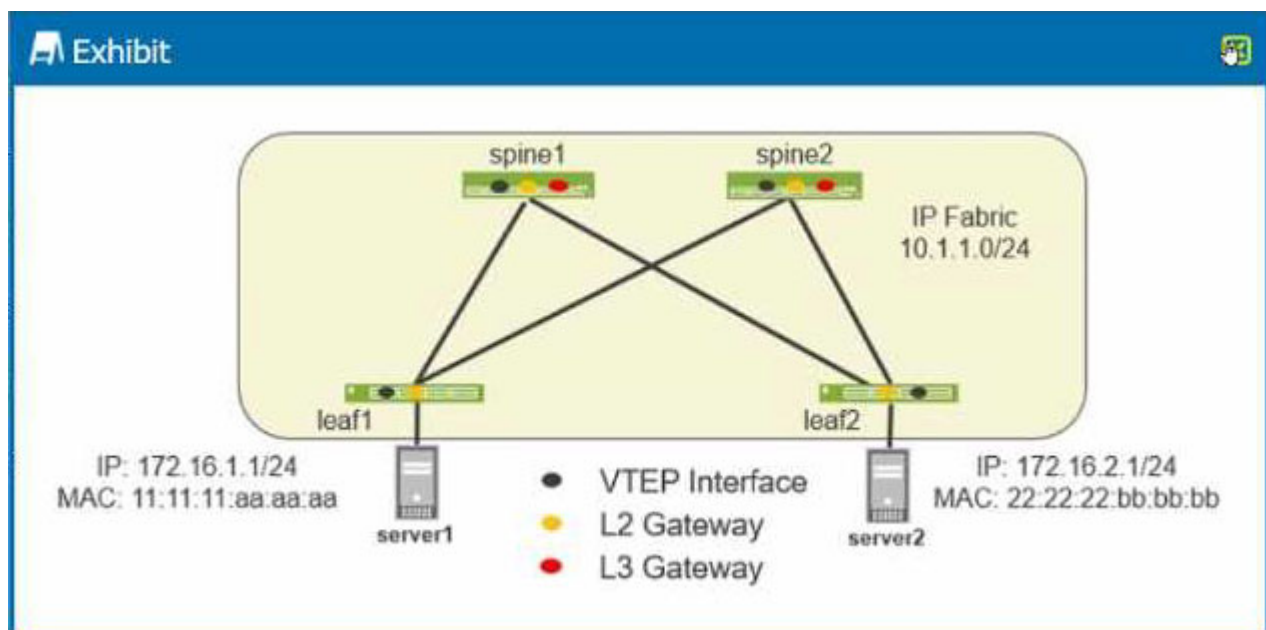 Exhibit
spine1
spine2
IP Fabric
10.1.1.0/24
leaf1
leaf2
IP: 172.16.1.1/24
MAC: 11:11:11:aa:aa:aa
server1
VTEP Interface
L2 Gateway
L3 Gateway
IP: 172.16.2.1/24
MAC: 22:22:22:bb:bb:bb
server2